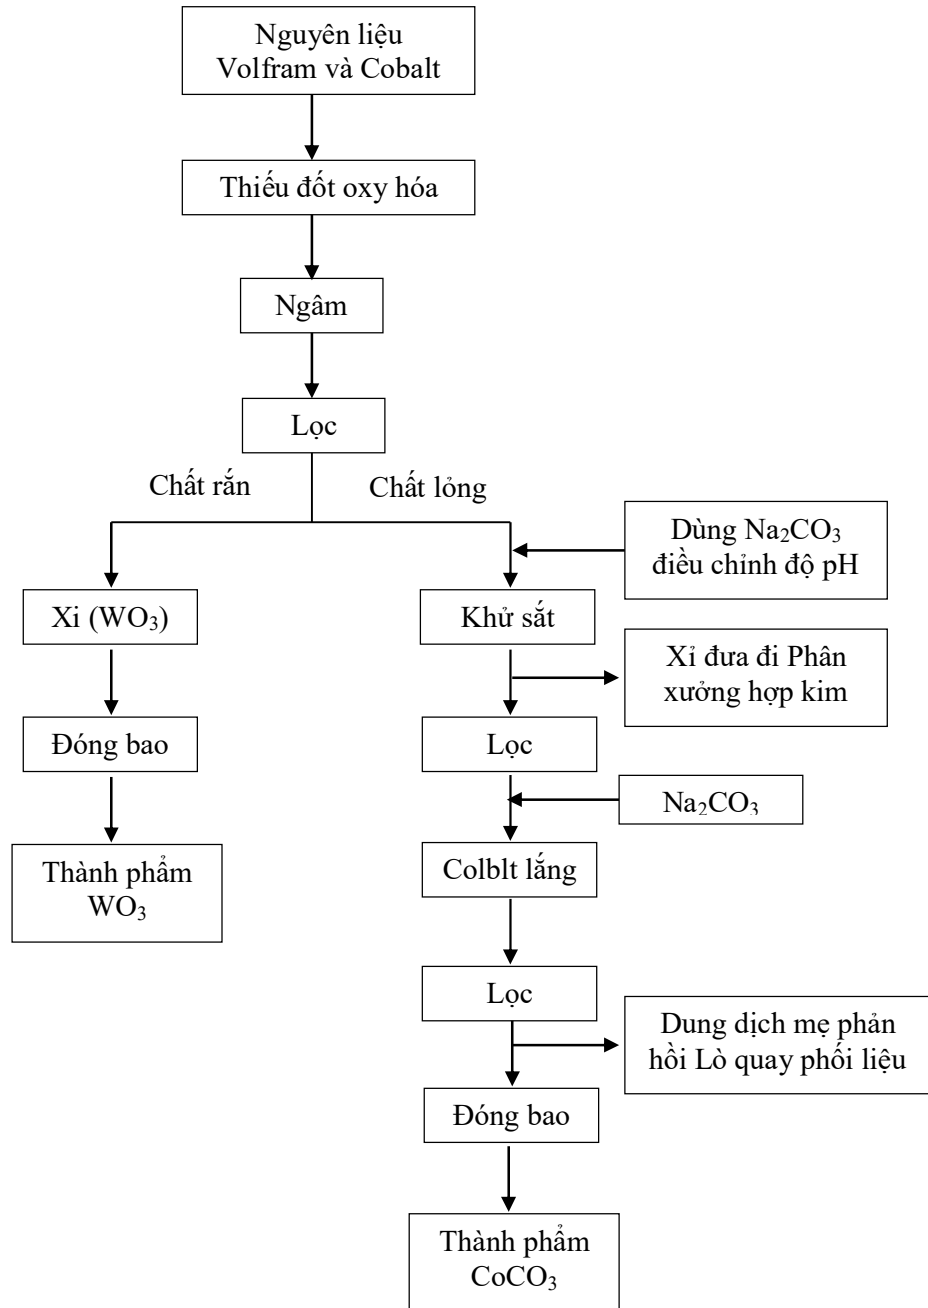 Nguyên liệu
Volfram và Cobalt
Thiếu đốt oxy hóa
Ngâm
Lọc
Chất rắn
Chất lỏng
Dùng Na₂CO₃
điều chỉnh độ pH
Xi (WO₃)
Khử sắt
Xỉ đưa đi Phân
xưởng hợp kim
Đóng bao
Lọc
Na₂CO₃
Thành phẩm
WO₃
Colblt lắng
Lọc
Dung dịch mẹ phản
hồi Lò quay phối liệu
Đóng bao
Thành phẩm
CoCO₃